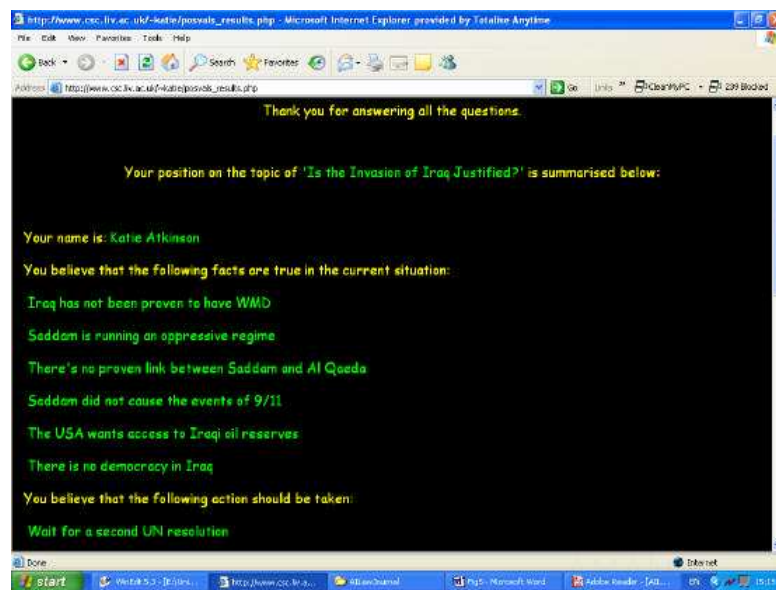 http://www.csc.liv.ac.uk/~katie/posvals_results.php - Microsoft Internet Explorer provided by Totalise Anytime
File Edit View Favorites Tools Help
Back Search Favorites
Address http://www.csc.liv.ac.uk/~katie/posvals_results.php Go Links » CleanMyPC 239 Blocked
Thank you for answering all the questions.
Your position on the topic of 'Is the Invasion of Iraq Justified?' is summarised below:
Your name is: Katie Atkinson
You believe that the following facts are true in the current situation:
Iraq has not been proven to have WMD
Saddam is running an oppressive regime
There's no proven link between Saddam and Al Qaeda
Saddam did not cause the events of 9/11
The USA wants access to Iraqi oil reserves
There is no democracy in Iraq
You believe that the following action should be taken:
Wait for a second UN resolution
Done Internet
start WinEdt 5.3 - http://www.csc.liv.a... AILawJournal Fig5 - Microsoft Word Adobe Reader - EN